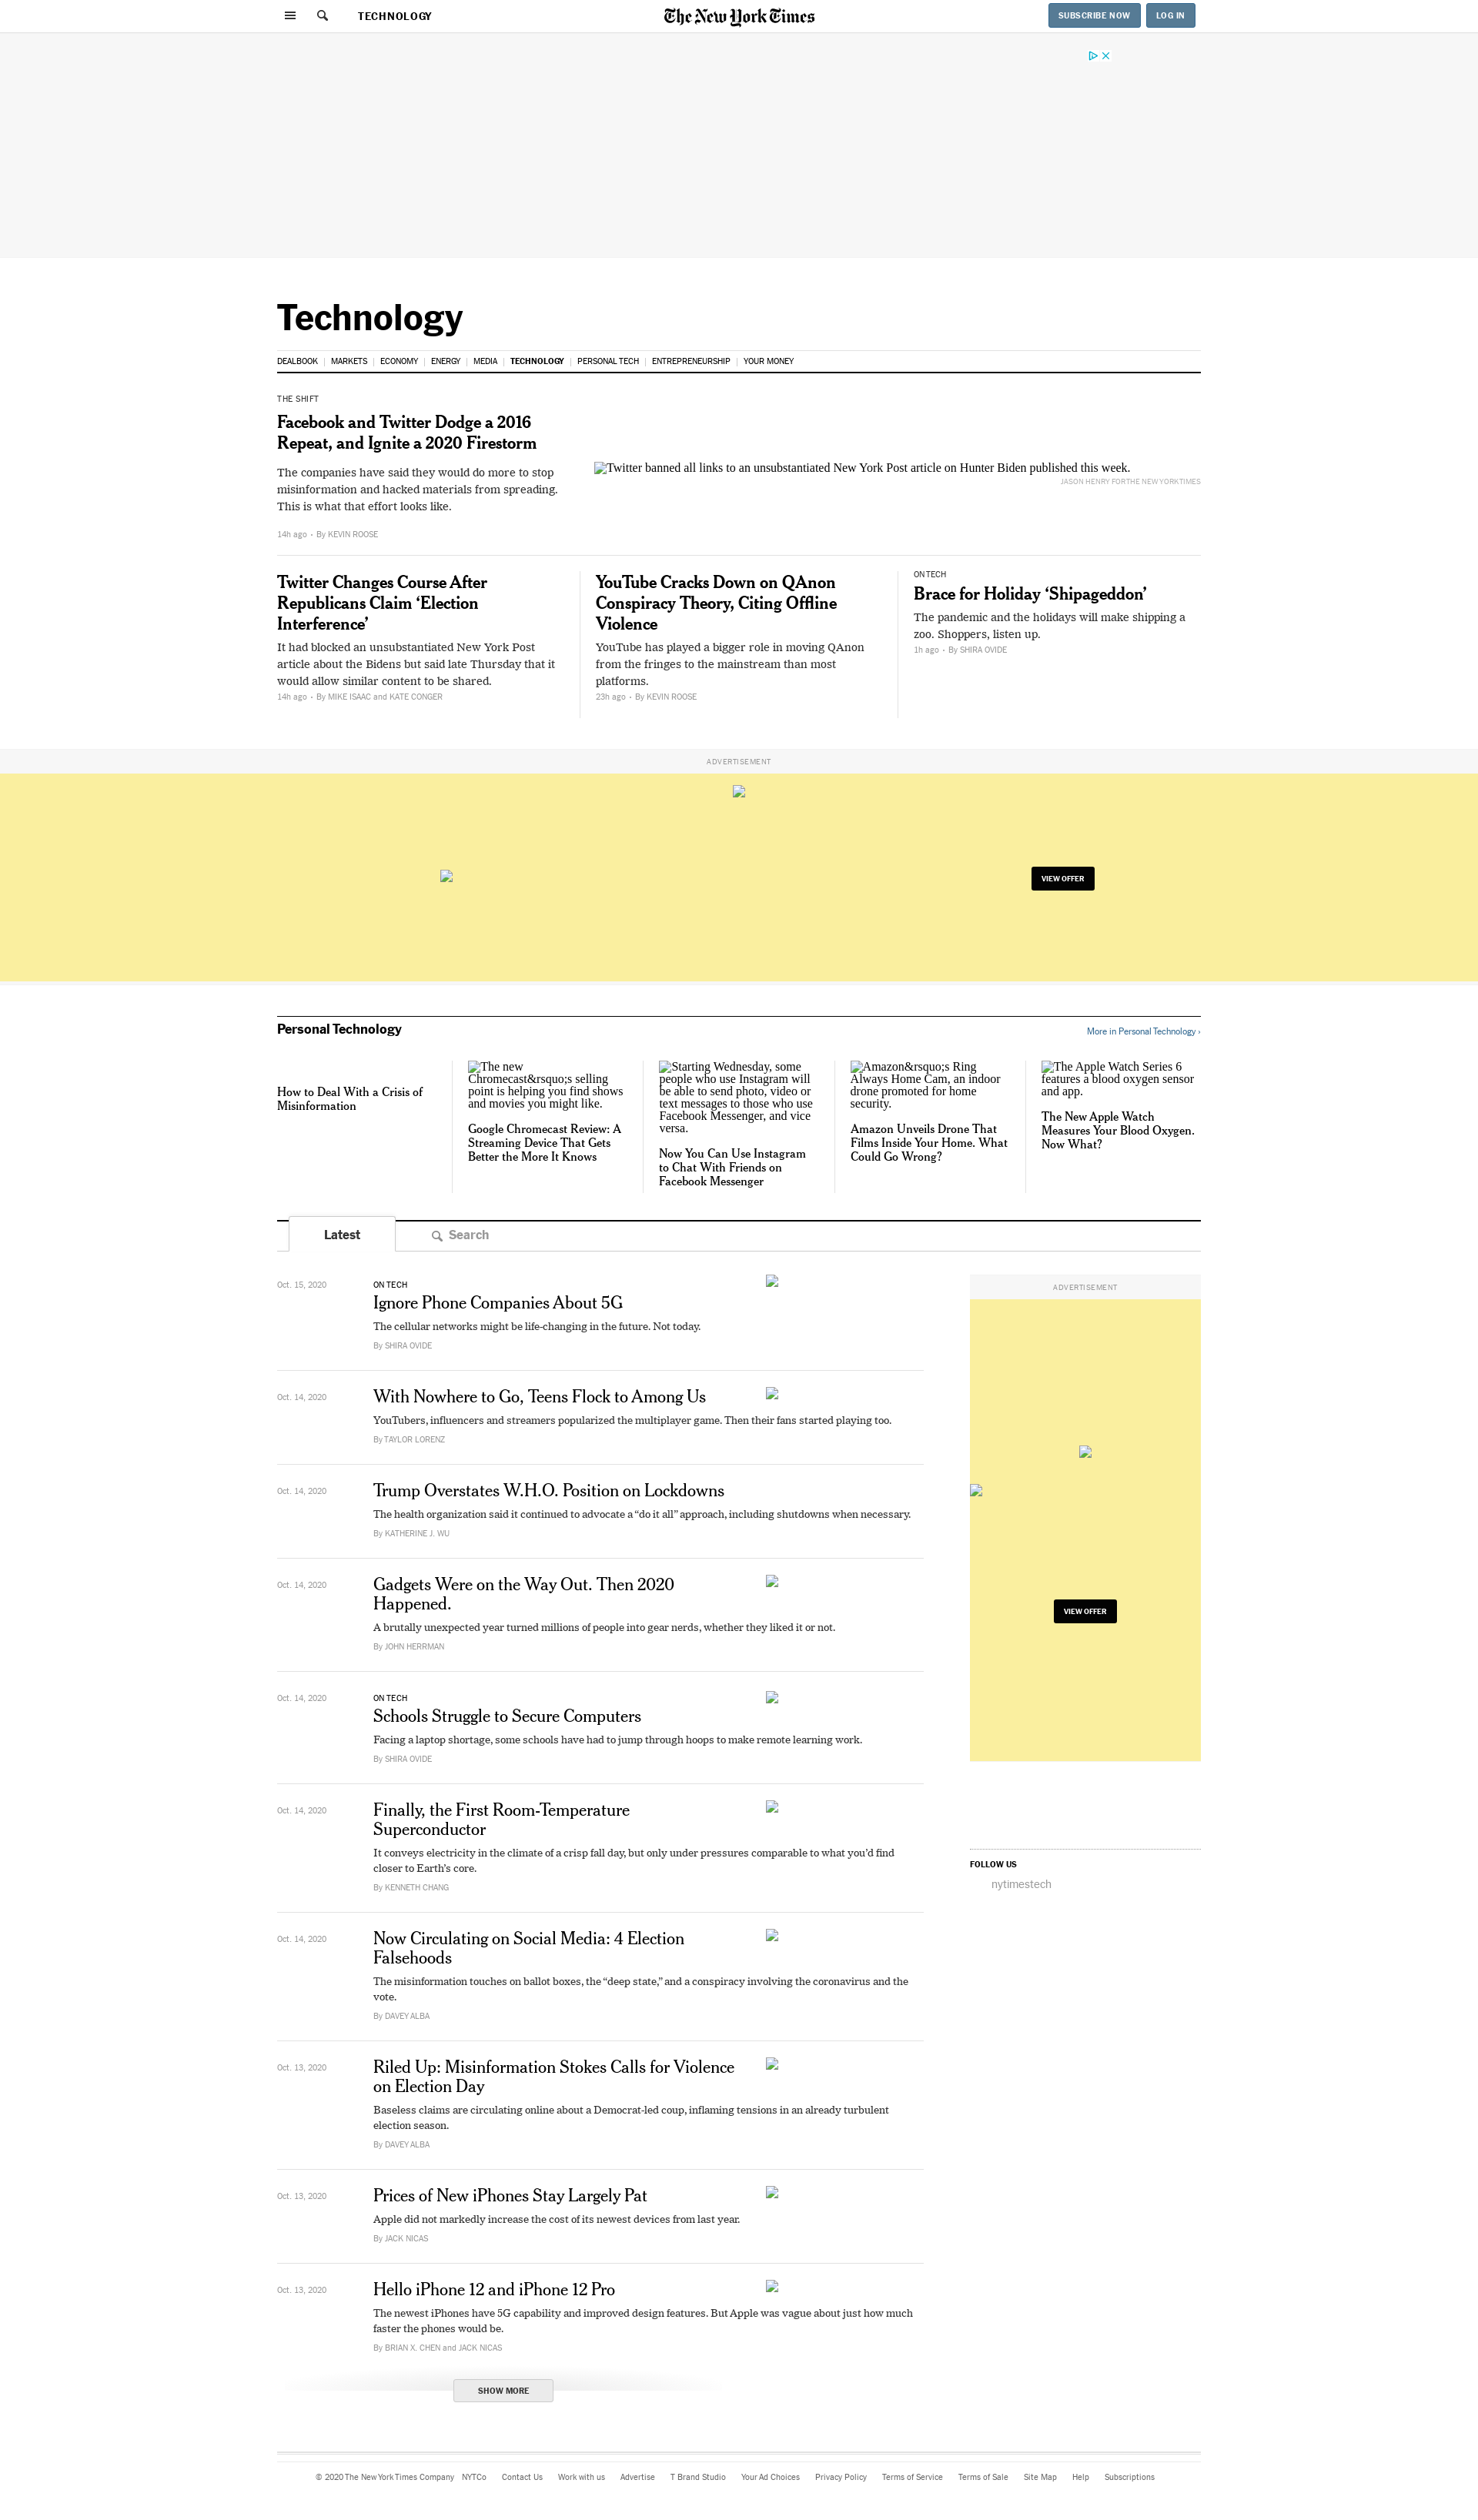 TECHNOLOGY
The New York Times
SUBSCRIBE NOW
LOG IN
Technology
DEALBOOK
MARKETS
ECONOMY
ENERGY
MEDIA
TECHNOLOGY
PERSONAL TECH
ENTREPRENEURSHIP
YOUR MONEY
THE SHIFT
Facebook and Twitter Dodge a 2016
Repeat, and Ignite a 2020 Firestorm
The companies have said they would do more to stop
misinformation and hacked materials from spreading.
This is what that effort looks like.
14h ago • By KEVIN ROOSE
Twitter banned all links to an unsubstantiated New York Post article on Hunter Biden published this week.
JASON HENRY FOR THE NEW YORK TIMES
Twitter Changes Course After
Republicans Claim ‘Election
Interference’
It had blocked an unsubstantiated New York Post
article about the Bidens but said late Thursday that it
would allow similar content to be shared.
14h ago • By MIKE ISAAC and KATE CONGER
YouTube Cracks Down on QAnon
Conspiracy Theory, Citing Offline
Violence
YouTube has played a bigger role in moving QAnon
from the fringes to the mainstream than most
platforms.
23h ago • By KEVIN ROOSE
ON TECH
Brace for Holiday ‘Shipageddon’
The pandemic and the holidays will make shipping a
zoo. Shoppers, listen up.
1h ago • By SHIRA OVIDE
ADVERTISEMENT
VIEW OFFER
Personal Technology
More in Personal Technology ›
How to Deal With a Crisis of
Misinformation
The new
Chromecast&rsquo;s selling
point is helping you find shows
and movies you might like.
Google Chromecast Review: A
Streaming Device That Gets
Better the More It Knows
Starting Wednesday, some
people who use Instagram will
be able to send photo, video or
text messages to those who use
Facebook Messenger, and vice
versa.
Now You Can Use Instagram
to Chat With Friends on
Facebook Messenger
Amazon&rsquo;s Ring
Always Home Cam, an indoor
drone promoted for home
security.
Amazon Unveils Drone That
Films Inside Your Home. What
Could Go Wrong?
The Apple Watch Series 6
features a blood oxygen sensor
and app.
The New Apple Watch
Measures Your Blood Oxygen.
Now What?
Latest
Search
Oct. 15, 2020
ON TECH
Ignore Phone Companies About 5G
The cellular networks might be life-changing in the future. Not today.
By SHIRA OVIDE
Oct. 14, 2020
With Nowhere to Go, Teens Flock to Among Us
YouTubers, influencers and streamers popularized the multiplayer game. Then their fans started playing too.
By TAYLOR LORENZ
Oct. 14, 2020
Trump Overstates W.H.O. Position on Lockdowns
The health organization said it continued to advocate a “do it all” approach, including shutdowns when necessary.
By KATHERINE J. WU
Oct. 14, 2020
Gadgets Were on the Way Out. Then 2020
Happened.
A brutally unexpected year turned millions of people into gear nerds, whether they liked it or not.
By JOHN HERRMAN
Oct. 14, 2020
ON TECH
Schools Struggle to Secure Computers
Facing a laptop shortage, some schools have had to jump through hoops to make remote learning work.
By SHIRA OVIDE
Oct. 14, 2020
Finally, the First Room-Temperature
Superconductor
It conveys electricity in the climate of a crisp fall day, but only under pressures comparable to what you’d find
closer to Earth’s core.
By KENNETH CHANG
Oct. 14, 2020
Now Circulating on Social Media: 4 Election
Falsehoods
The misinformation touches on ballot boxes, the “deep state,” and a conspiracy involving the coronavirus and the
vote.
By DAVEY ALBA
Oct. 13, 2020
Riled Up: Misinformation Stokes Calls for Violence
on Election Day
Baseless claims are circulating online about a Democrat-led coup, inflaming tensions in an already turbulent
election season.
By DAVEY ALBA
Oct. 13, 2020
Prices of New iPhones Stay Largely Pat
Apple did not markedly increase the cost of its newest devices from last year.
By JACK NICAS
Oct. 13, 2020
Hello iPhone 12 and iPhone 12 Pro
The newest iPhones have 5G capability and improved design features. But Apple was vague about just how much
faster the phones would be.
By BRIAN X. CHEN and JACK NICAS
SHOW MORE
ADVERTISEMENT
VIEW OFFER
FOLLOW US
nytimestech
© 2020 The New York Times Company
NYTCo
Contact Us
Work with us
Advertise
T Brand Studio
Your Ad Choices
Privacy Policy
Terms of Service
Terms of Sale
Site Map
Help
Subscriptions